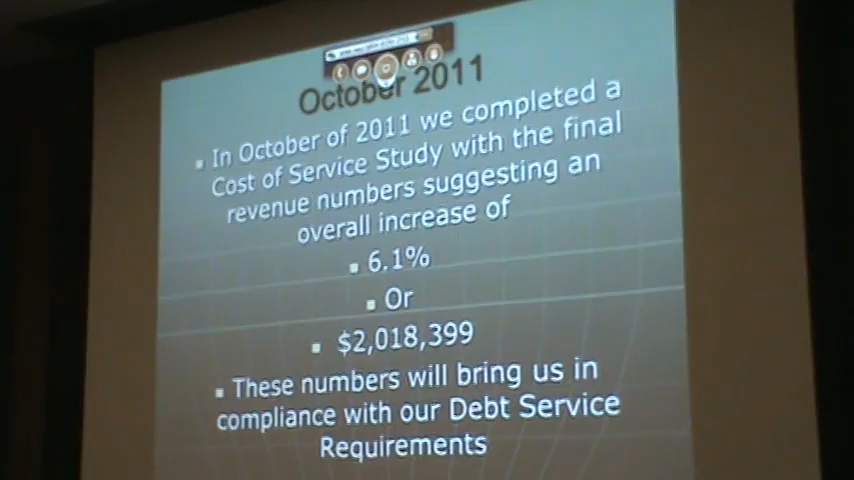 October 2011
▪ In October of 2011 we completed a
Cost of Service Study with the final
revenue numbers suggesting an
overall increase of
▪ 6.1%
▪ Or
▪ $2,018,399
▪ These numbers will bring us in
compliance with our Debt Service
Requirements